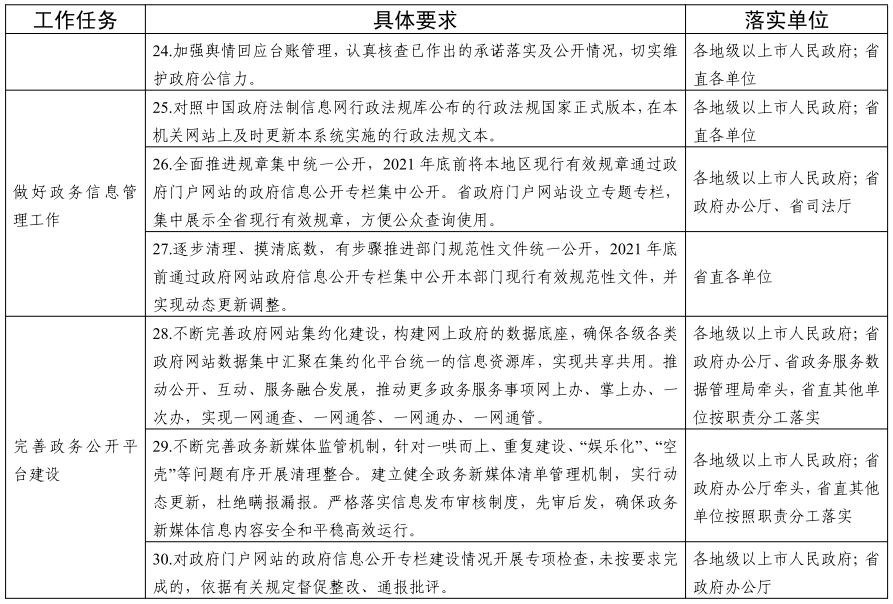 工作任务
具体要求
落实单位
24.加强舆情回应台账管理，认真核查已作出的承诺落实及公开情况，切实维
护政府公信力。
各地级以上市人民政府；省
直各单位
做好政务信息管
理工作
25.对照中国政府法制信息网行政法规库公布的行政法规国家正式版本，在本
机关网站上及时更新本系统实施的行政法规文本。
各地级以上市人民政府；省
直各单位
26.全面推进规章集中统一公开，2021 年底前将本地区现行有效规章通过政
府门户网站的政府信息公开专栏集中公开。省政府门户网站设立专题专栏，
集中展示全省现行有效规章，方便公众查询使用。
各地级以上市人民政府；省
政府办公厅、省司法厅
27.逐步清理、摸清底数，有步骤推进部门规范性文件统一公开，2021 年底
前通过政府网站政府信息公开专栏集中公开本部门现行有效规范性文件，并
实现动态更新调整。
省直各单位
完善政务公开平
台建设
28.不断完善政府网站集约化建设，构建网上政府的数据底座，确保各级各类
政府网站数据集中汇聚在集约化平台统一的信息资源库，实现共享共用。推
动公开、互动、服务融合发展，推动更多政务服务事项网上办、掌上办、一
次办，实现一网通查、一网通答、一网通办、一网通管。
各地级以上市人民政府；省
政府办公厅、省政务服务数
据管理局牵头，省直其他单
位按职责分工落实
29.不断完善政务新媒体监管机制，针对一哄而上、重复建设、“娱乐化”、“空
壳”等问题有序开展清理整合。建立健全政务新媒体清单管理机制，实行动
态更新，杜绝瞒报漏报。严格落实信息发布审核制度，先审后发，确保政务
新媒体信息内容安全和平稳高效运行。
各地级以上市人民政府；省
政府办公厅牵头，省直其他
单位按照职责分工落实
30.对政府门户网站的政府信息公开专栏建设情况开展专项检查，未按要求完
成的，依据有关规定督促整改、通报批评。
各地级以上市人民政府；省
政府办公厅